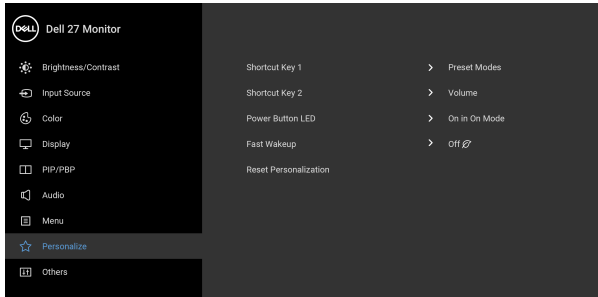 DELL Dell 27 Monitor
Brightness/Contrast
Input Source
Color
Display
PIP/PBP
Audio
Menu
Personalize
Others
Shortcut Key 1 > Preset Modes
Shortcut Key 2 > Volume
Power Button LED > On in On Mode
Fast Wakeup > Off
Reset Personalization